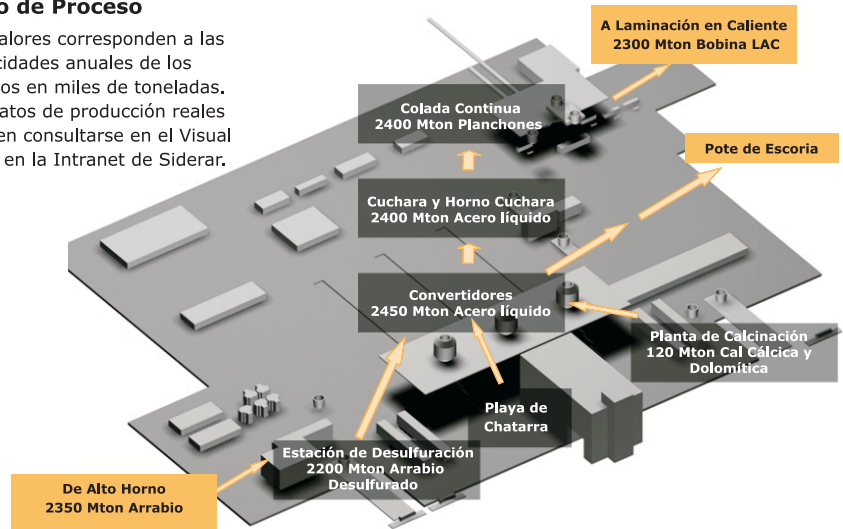 o de Proceso
alores corresponden a las
cidades anuales de los
os en miles de toneladas.
atos de producción reales
en consultarse en el Visual
en la Intranet de Siderar.
A Laminación en Caliente
2300 Mton Bobina LAC
Colada Continua
2400 Mton Planchones
Pote de Escoria
Cuchara y Horno Cuchara
2400 Mton Acero líquido
Convertidores
2450 Mton Acero líquido
Planta de Calcinación
120 Mton Cal Cálcica y
Dolomítica
Playa de
Chatarra
Estación de Desulfuración
2200 Mton Arrabio
Desulfurado
De Alto Horno
2350 Mton Arrabio